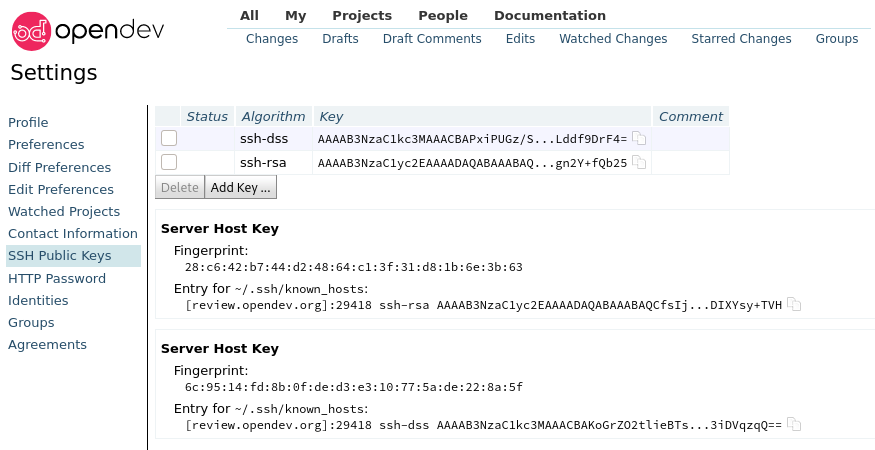 opendev
All My Projects People Documentation
Changes Drafts Draft Comments Edits Watched Changes Starred Changes Groups
Settings
Profile
Preferences
Diff Preferences
Edit Preferences
Watched Projects
Contact Information
SSH Public Keys
HTTP Password
Identities
Groups
Agreements
Status Algorithm Key Comment
ssh-dss AAAAB3NzaC1kc3MAAACBAPxiPUGz/S...Lddf9DrF4=
ssh-rsa AAAAB3NzaC1yc2EAAAADAQABAAABAQ...gn2Y+fQb25
Delete Add Key ...
Server Host Key
Fingerprint:
28:c6:42:b7:44:d2:48:64:c1:3f:31:d8:1b:6e:3b:63
Entry for ~/.ssh/known_hosts:
[review.opendev.org]:29418 ssh-rsa AAAAB3NzaC1yc2EAAAADAQABAAABAQCfsIj...DIXYsy+TVH
Server Host Key
Fingerprint:
6c:95:14:fd:8b:0f:de:d3:e3:10:77:5a:de:22:8a:5f
Entry for ~/.ssh/known_hosts:
[review.opendev.org]:29418 ssh-dss AAAAB3NzaC1kc3MAAACBAKoGrZO2tlieBTs...3iDVqzqQ==